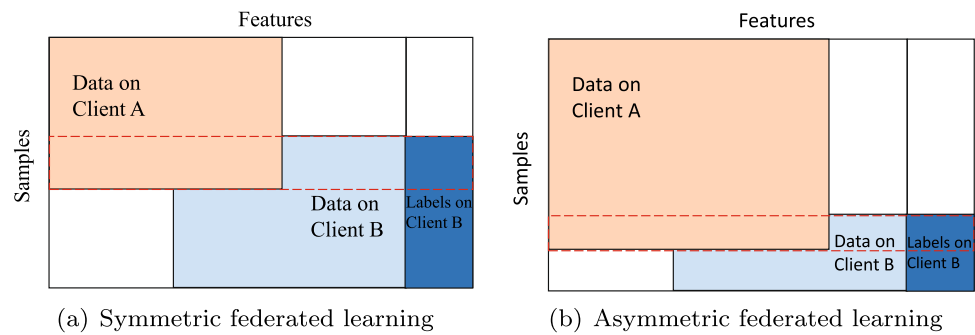 Features
Samples
Data on
Client A
Data on
Client B
Labels on
Client B
(a) Symmetric federated learning
Features
Samples
Data on
Client A
Data on
Client B
Labels on
Client B
(b) Asymmetric federated learning